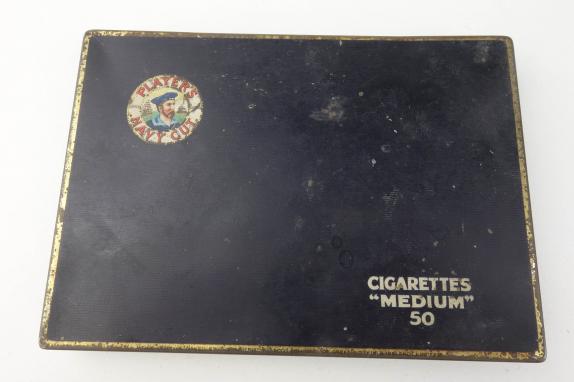 PLAYER'S
NAVY CUT
CIGARETTES
"MEDIUM"
50